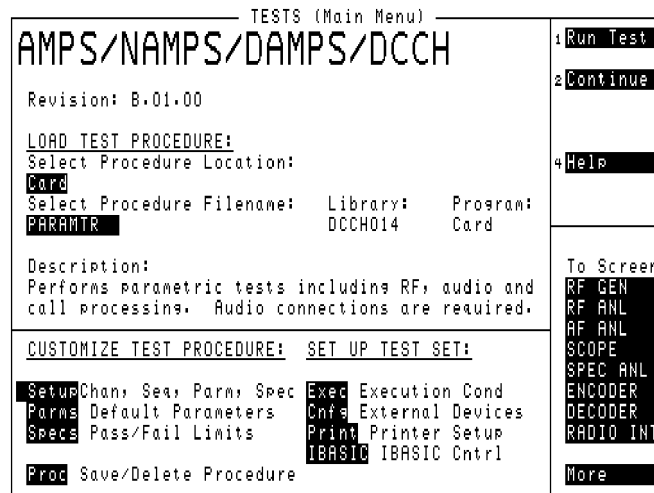 TESTS (Main Menu)
AMPS/NAMPS/DAMPS/DCCH
Revision: B.01.00
LOAD TEST PROCEDURE:
Select Procedure Location:
Card
Select Procedure Filename: Library: Program:
PARAMTR DCCH014 Card
Description:
Performs parametric tests including RF, audio and
call processing. Audio connections are required.
CUSTOMIZE TEST PROCEDURE: SET UP TEST SET:
SetupChan, Seq, Parm, Spec Exec Execution Cond
Parms Default Parameters Cnfg External Devices
Specs Pass/Fail Limits Print Printer Setup
IBASIC IBASIC Cntrl
Proc Save/Delete Procedure
1 Run Test
2 Continue
4 Help
To Screen
RF GEN
RF ANL
AF ANL
SCOPE
SPEC ANL
ENCODER
DECODER
RADIO INT
More